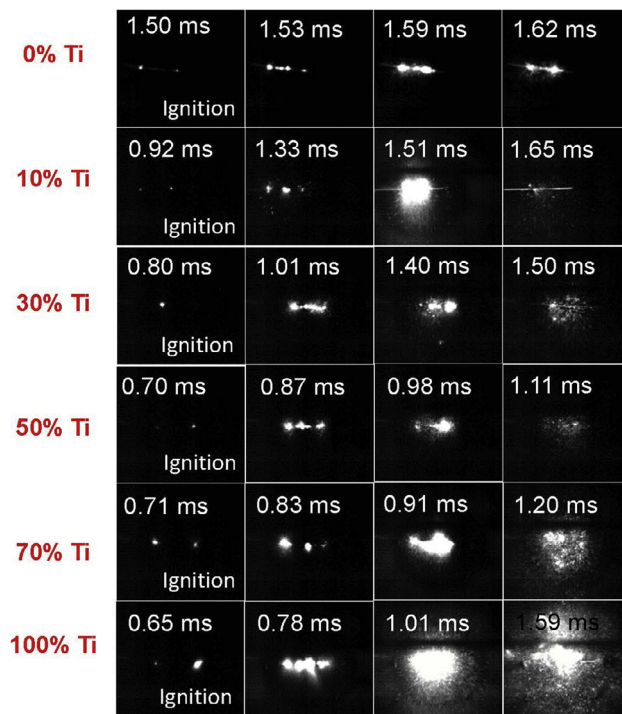 0% Ti
1.50 ms
1.53 ms
1.59 ms
1.62 ms
Ignition
10% Ti
0.92 ms
1.33 ms
1.51 ms
1.65 ms
Ignition
30% Ti
0.80 ms
1.01 ms
1.40 ms
1.50 ms
Ignition
50% Ti
0.70 ms
0.87 ms
0.98 ms
1.11 ms
Ignition
70% Ti
0.71 ms
0.83 ms
0.91 ms
1.20 ms
Ignition
100% Ti
0.65 ms
0.78 ms
1.01 ms
1.59 ms
Ignition